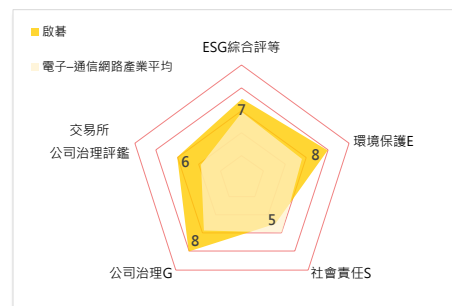 啟碁
電子–通信網路產業平均
ESG綜合評等
7
環境保護E
8
交易所
公司治理評鑑
6
5
8
公司治理G
社會責任S